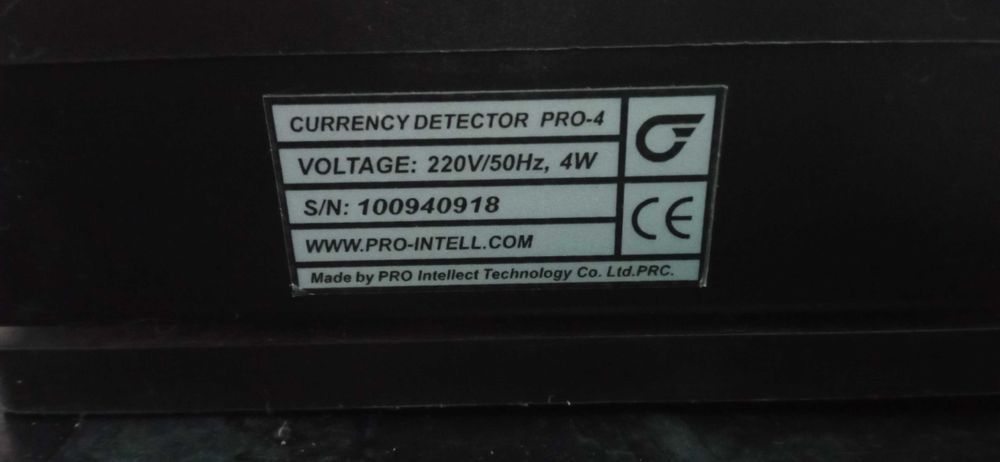 CURRENCY DETECTOR PRO-4
VOLTAGE: 220V/50Hz, 4W
S/N: 100940918
WWW.PRO-INTELL.COM
CE
Made by PRO Intellect Technology Co. Ltd.PRC.